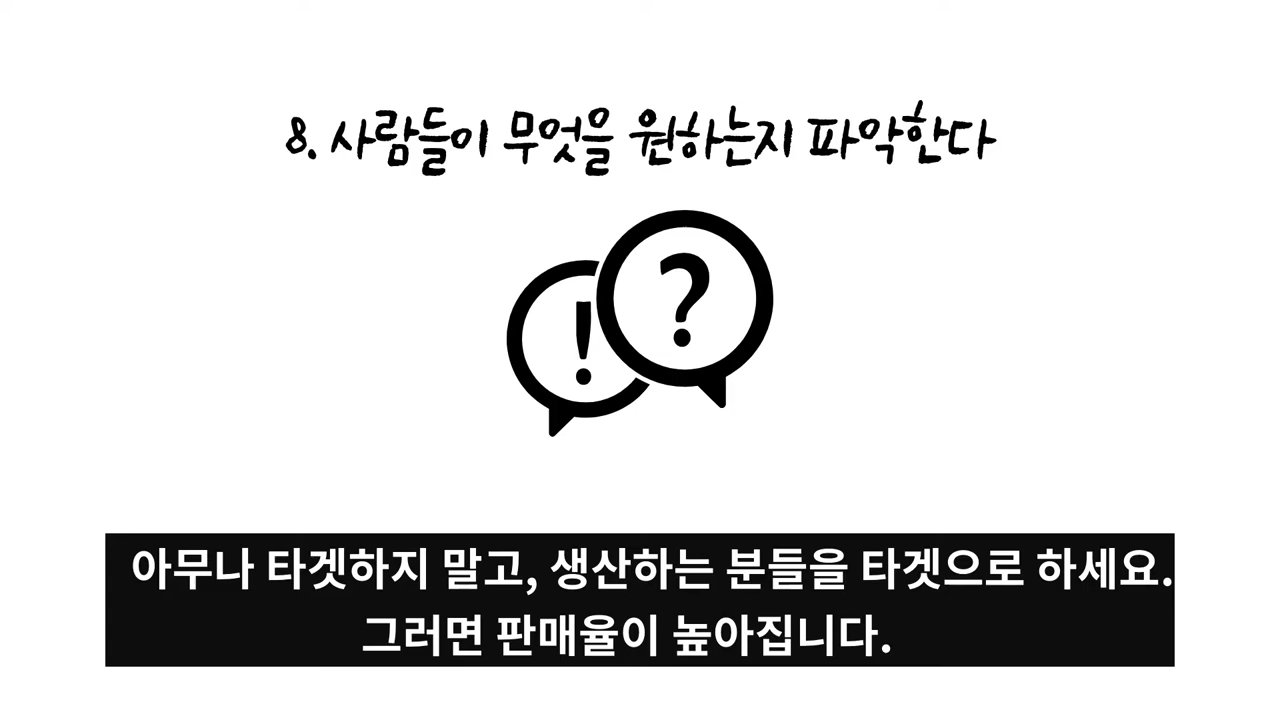 8. 사람들이 무엇을 원하는지 파악한다
! ?
아무나 타겟하지 말고, 생산하는 분들을 타겟으로 하세요.
그러면 판매율이 높아집니다.